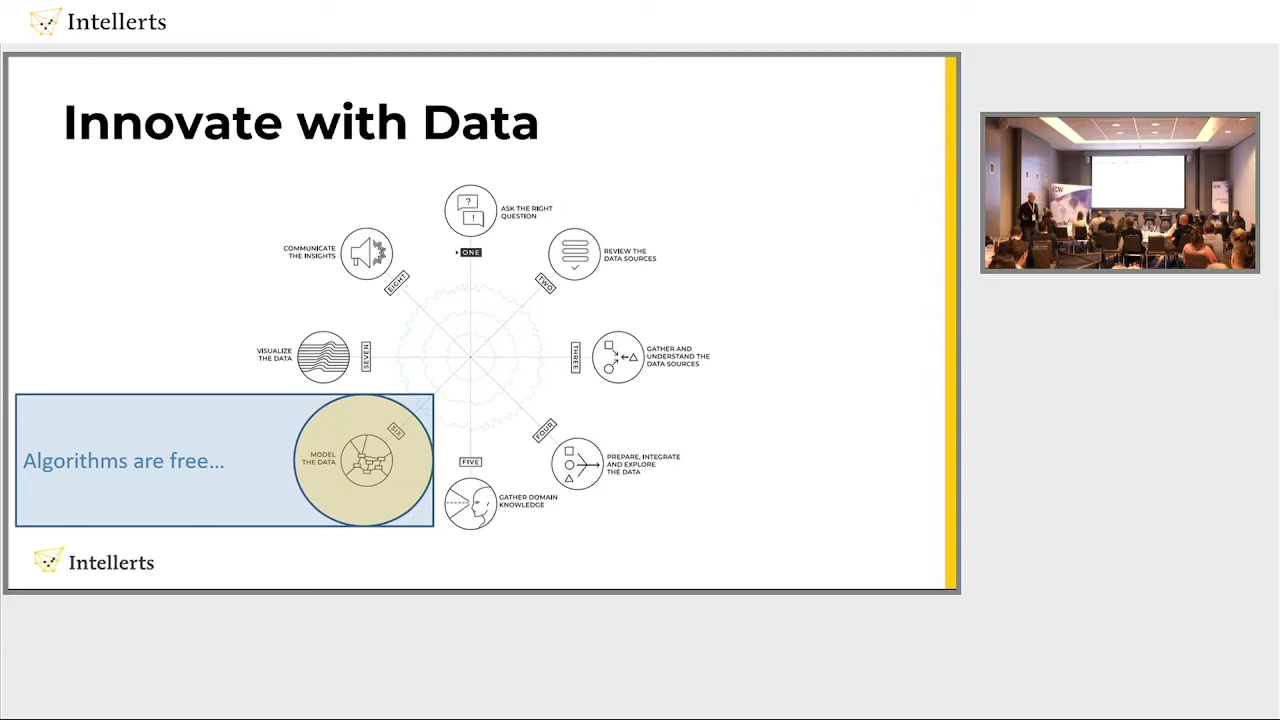 Intellerts
Innovate with Data
ASK THE RIGHT
QUESTION
ONE
REVIEW THE
DATA SOURCES
TWO
GATHER AND
UNDERSTAND THE
DATA SOURCES
THREE
PREPARE, INTEGRATE
AND EXPLORE
THE DATA
FOUR
GATHER DOMAIN
KNOWLEDGE
FIVE
MODEL
THE DATA
SIX
Algorithms are free...
VISUALIZE
THE DATA
SEVEN
COMMUNICATE
THE INSIGHTS
EIGHT
Intellerts